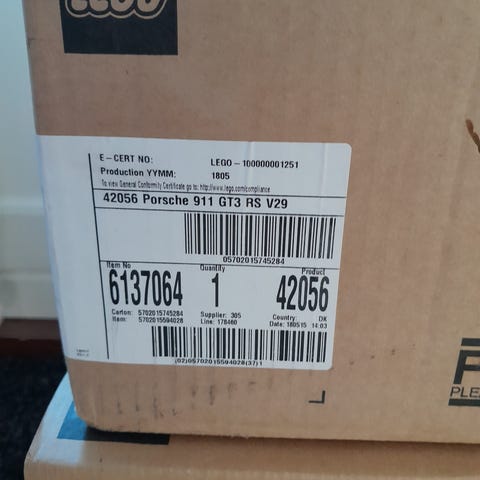 LEGO
E-CERT NO: LEGO - 100000001251
Production YYMM: 1805
To view General Conformity Certificate go to: http://www.lego.com/compliance
42056 Porsche 911 GT3 RS V29
05702015745284
Item No Quantity Product
6137064 1 42056
Carton: 5702015745284 Supplier: 305 Country: DK
Item: 5702015594028 Line: 178460 Date: 180515 14:03
(02)05702015594028(37)1
PLE